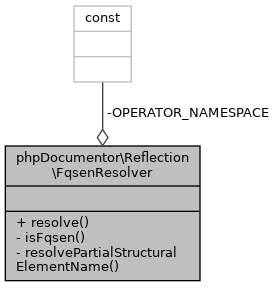 const
-OPERATOR_NAMESPACE
phpDocumentor\Reflection
\FqsenResolver
+ resolve()
- isFqsen()
- resolvePartialStructural
ElementName()